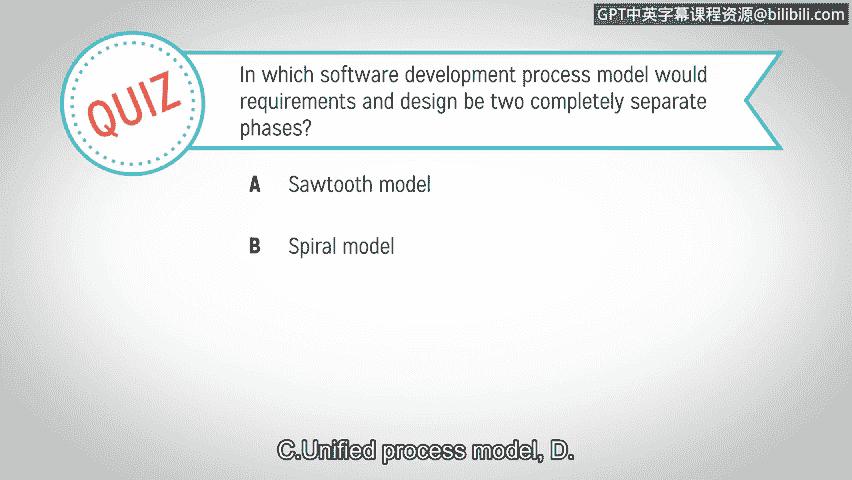 GPT中英字幕课程资源@bilibili.com
QUIZ
In which software development process model would
requirements and design be two completely separate
phases?
A Sawtooth model
B Spiral model
C.Unified process model, D.